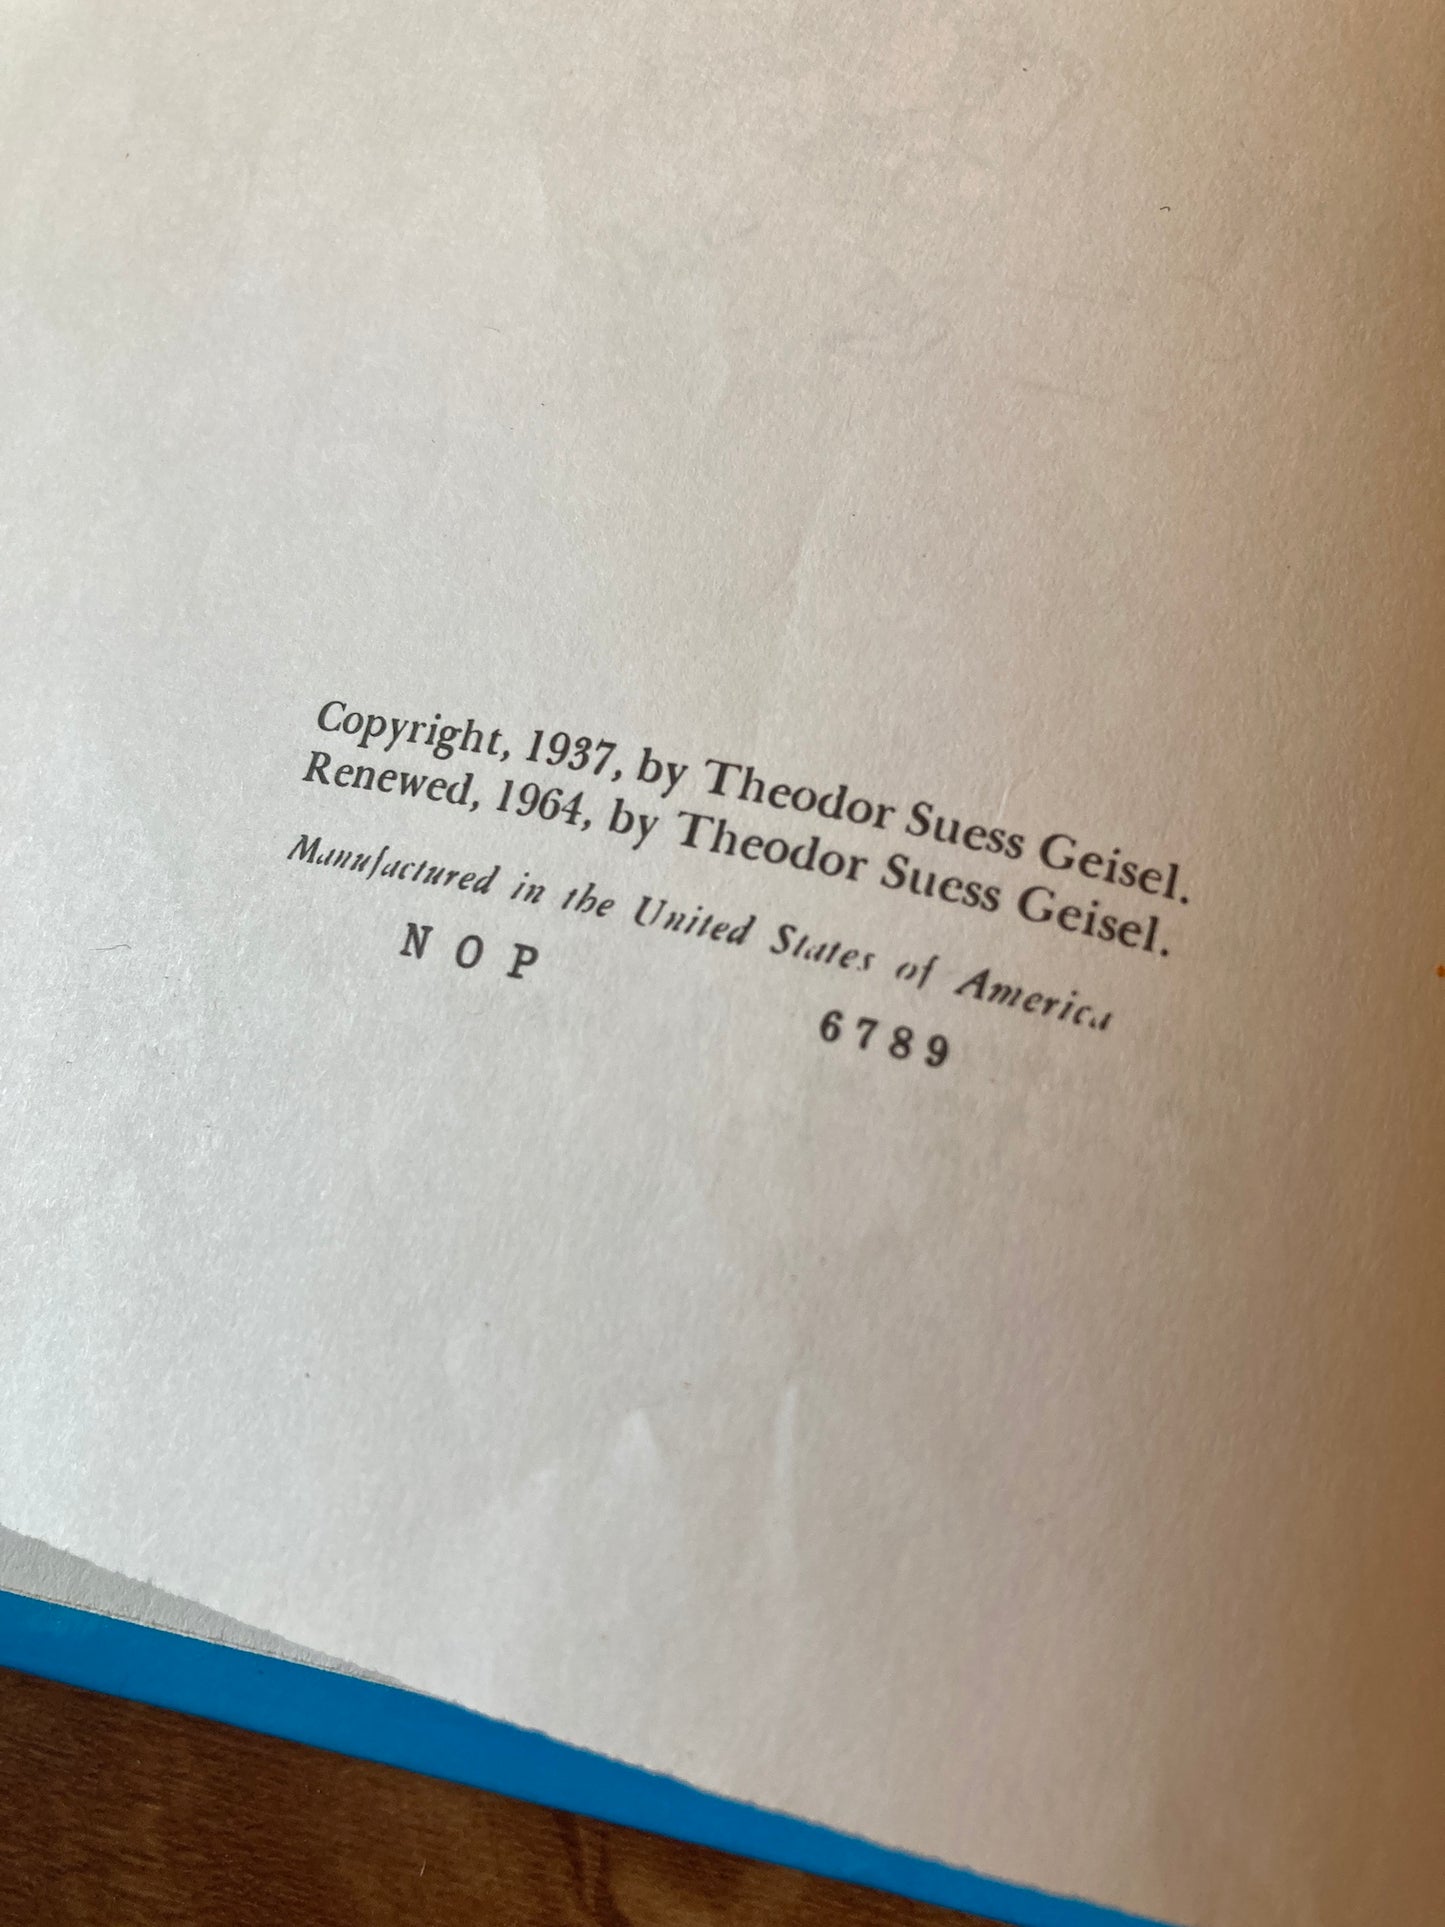 Copyright, 1937, by Theodor Suess Geisel.
Renewed, 1964, by Theodor Suess Geisel.
Manufactured in the United States of America
N O P 6 7 8 9